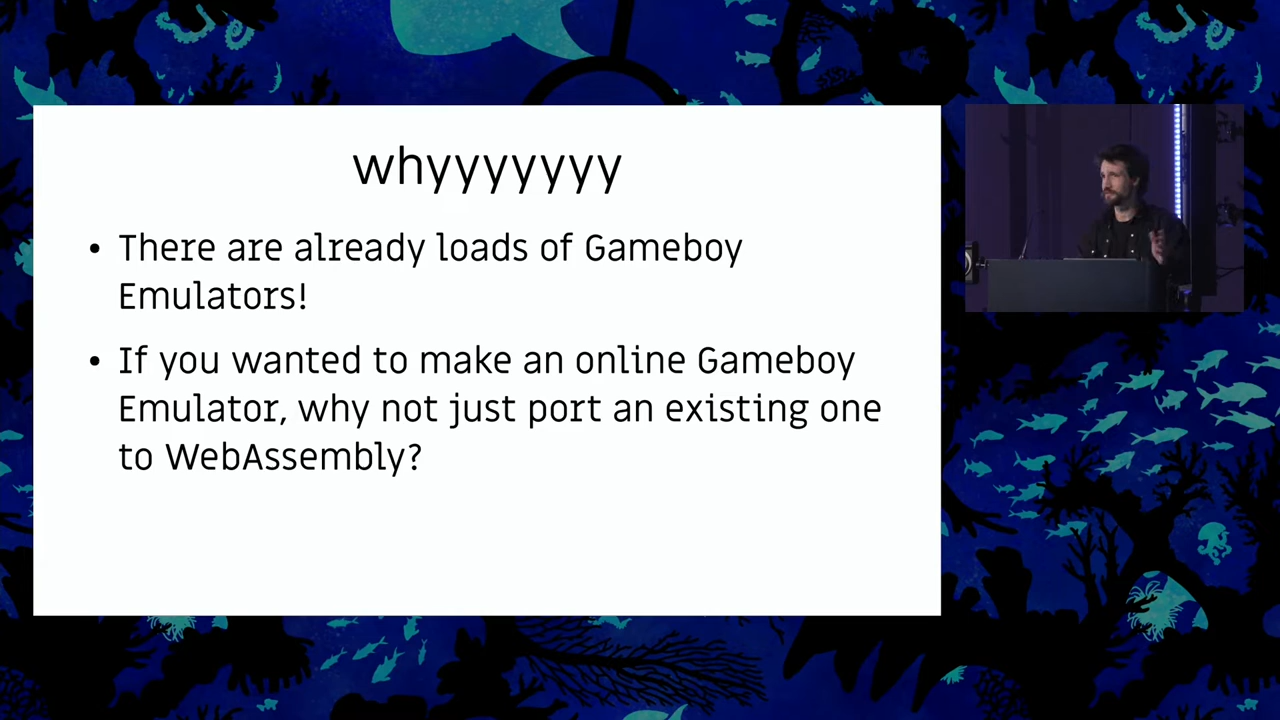 whyyyyyyy
• There are already loads of Gameboy
Emulators!
• If you wanted to make an online Gameboy
Emulator, why not just port an existing one
to WebAssembly?